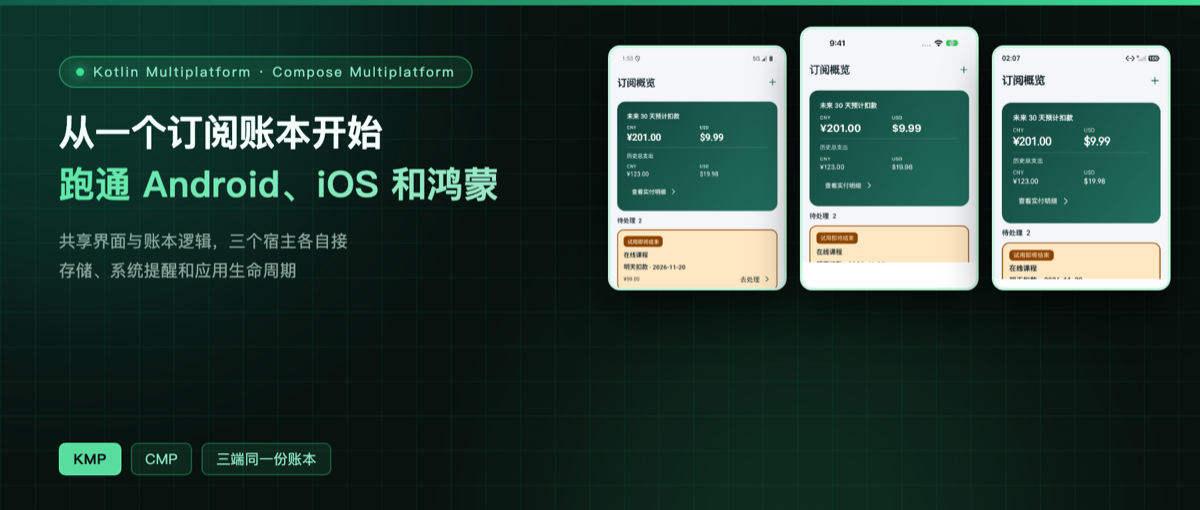 Kotlin Multiplatform · Compose Multiplatform
从一个订阅账本开始
跑通 Android、iOS 和鸿蒙
共享界面与账本逻辑，三个宿主各自接
存储、系统提醒和应用生命周期
KMP
CMP
三端同一份账本
1:53
5G
订阅概览
+
未来 30 天预计扣款
CNY
USD
¥201.00
$9.99
历史总支出
CNY
USD
¥123.00
$19.98
查看实付明细 >
待处理 2
试用即将结束
在线课程
明天扣款 · 2026-11-20
¥59.00
去处理 >
9:41
订阅概览
+
未来 30 天预计扣款
CNY
USD
¥201.00
$9.99
历史总支出
CNY
USD
¥123.00
$19.98
查看实付明细 >
待处理 2
试用即将结束
在线课程
02:07
100
订阅概览
+
未来 30 天预计扣款
CNY
USD
¥201.00
$9.99
历史总支出
CNY
USD
¥123.00
$19.98
查看实付明细 >
待处理 2
试用即将结束
在线课程